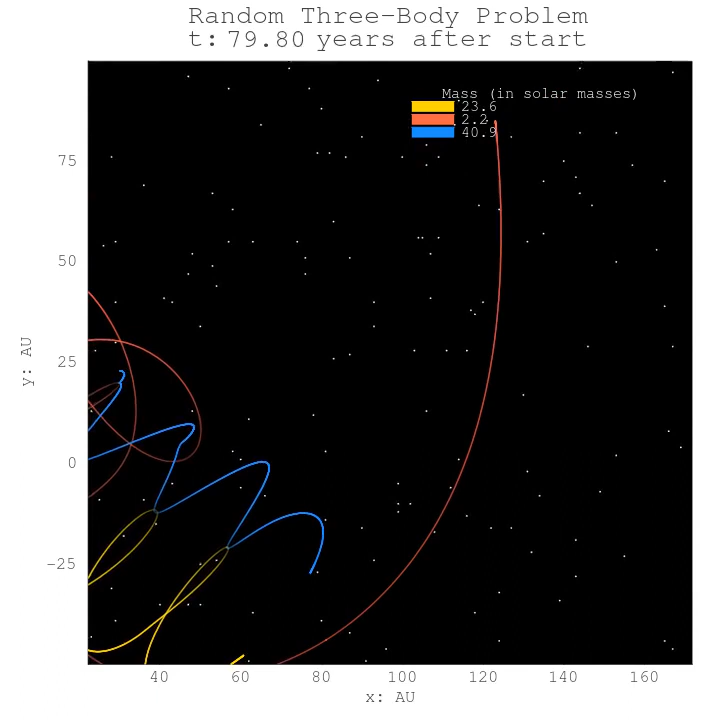 Random Three-Body Problem
t: 79.80 years after start
Mass (in solar masses)
23.6
2.2
40.9
75
50
25
0
-25
y: AU
40 60 80 100 120 140 160
x: AU